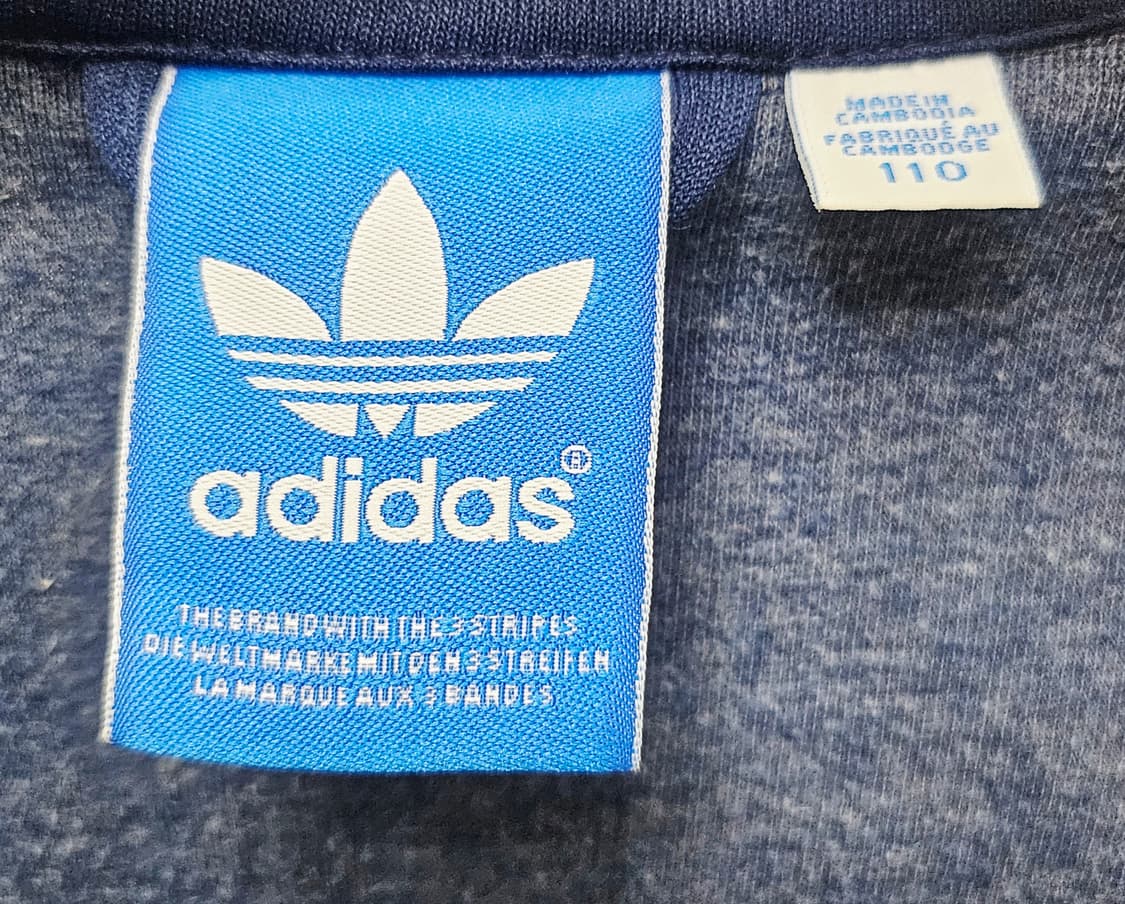 adidas®
THE BRAND WITH THE 3 STRIPES
DIE WELTMARKE MIT DEN 3 STREIFEN
LA MARQUE AUX 3 BANDES
MADE IN
CAMBODIA
FABRIQUÉ AU
CAMBODGE
110